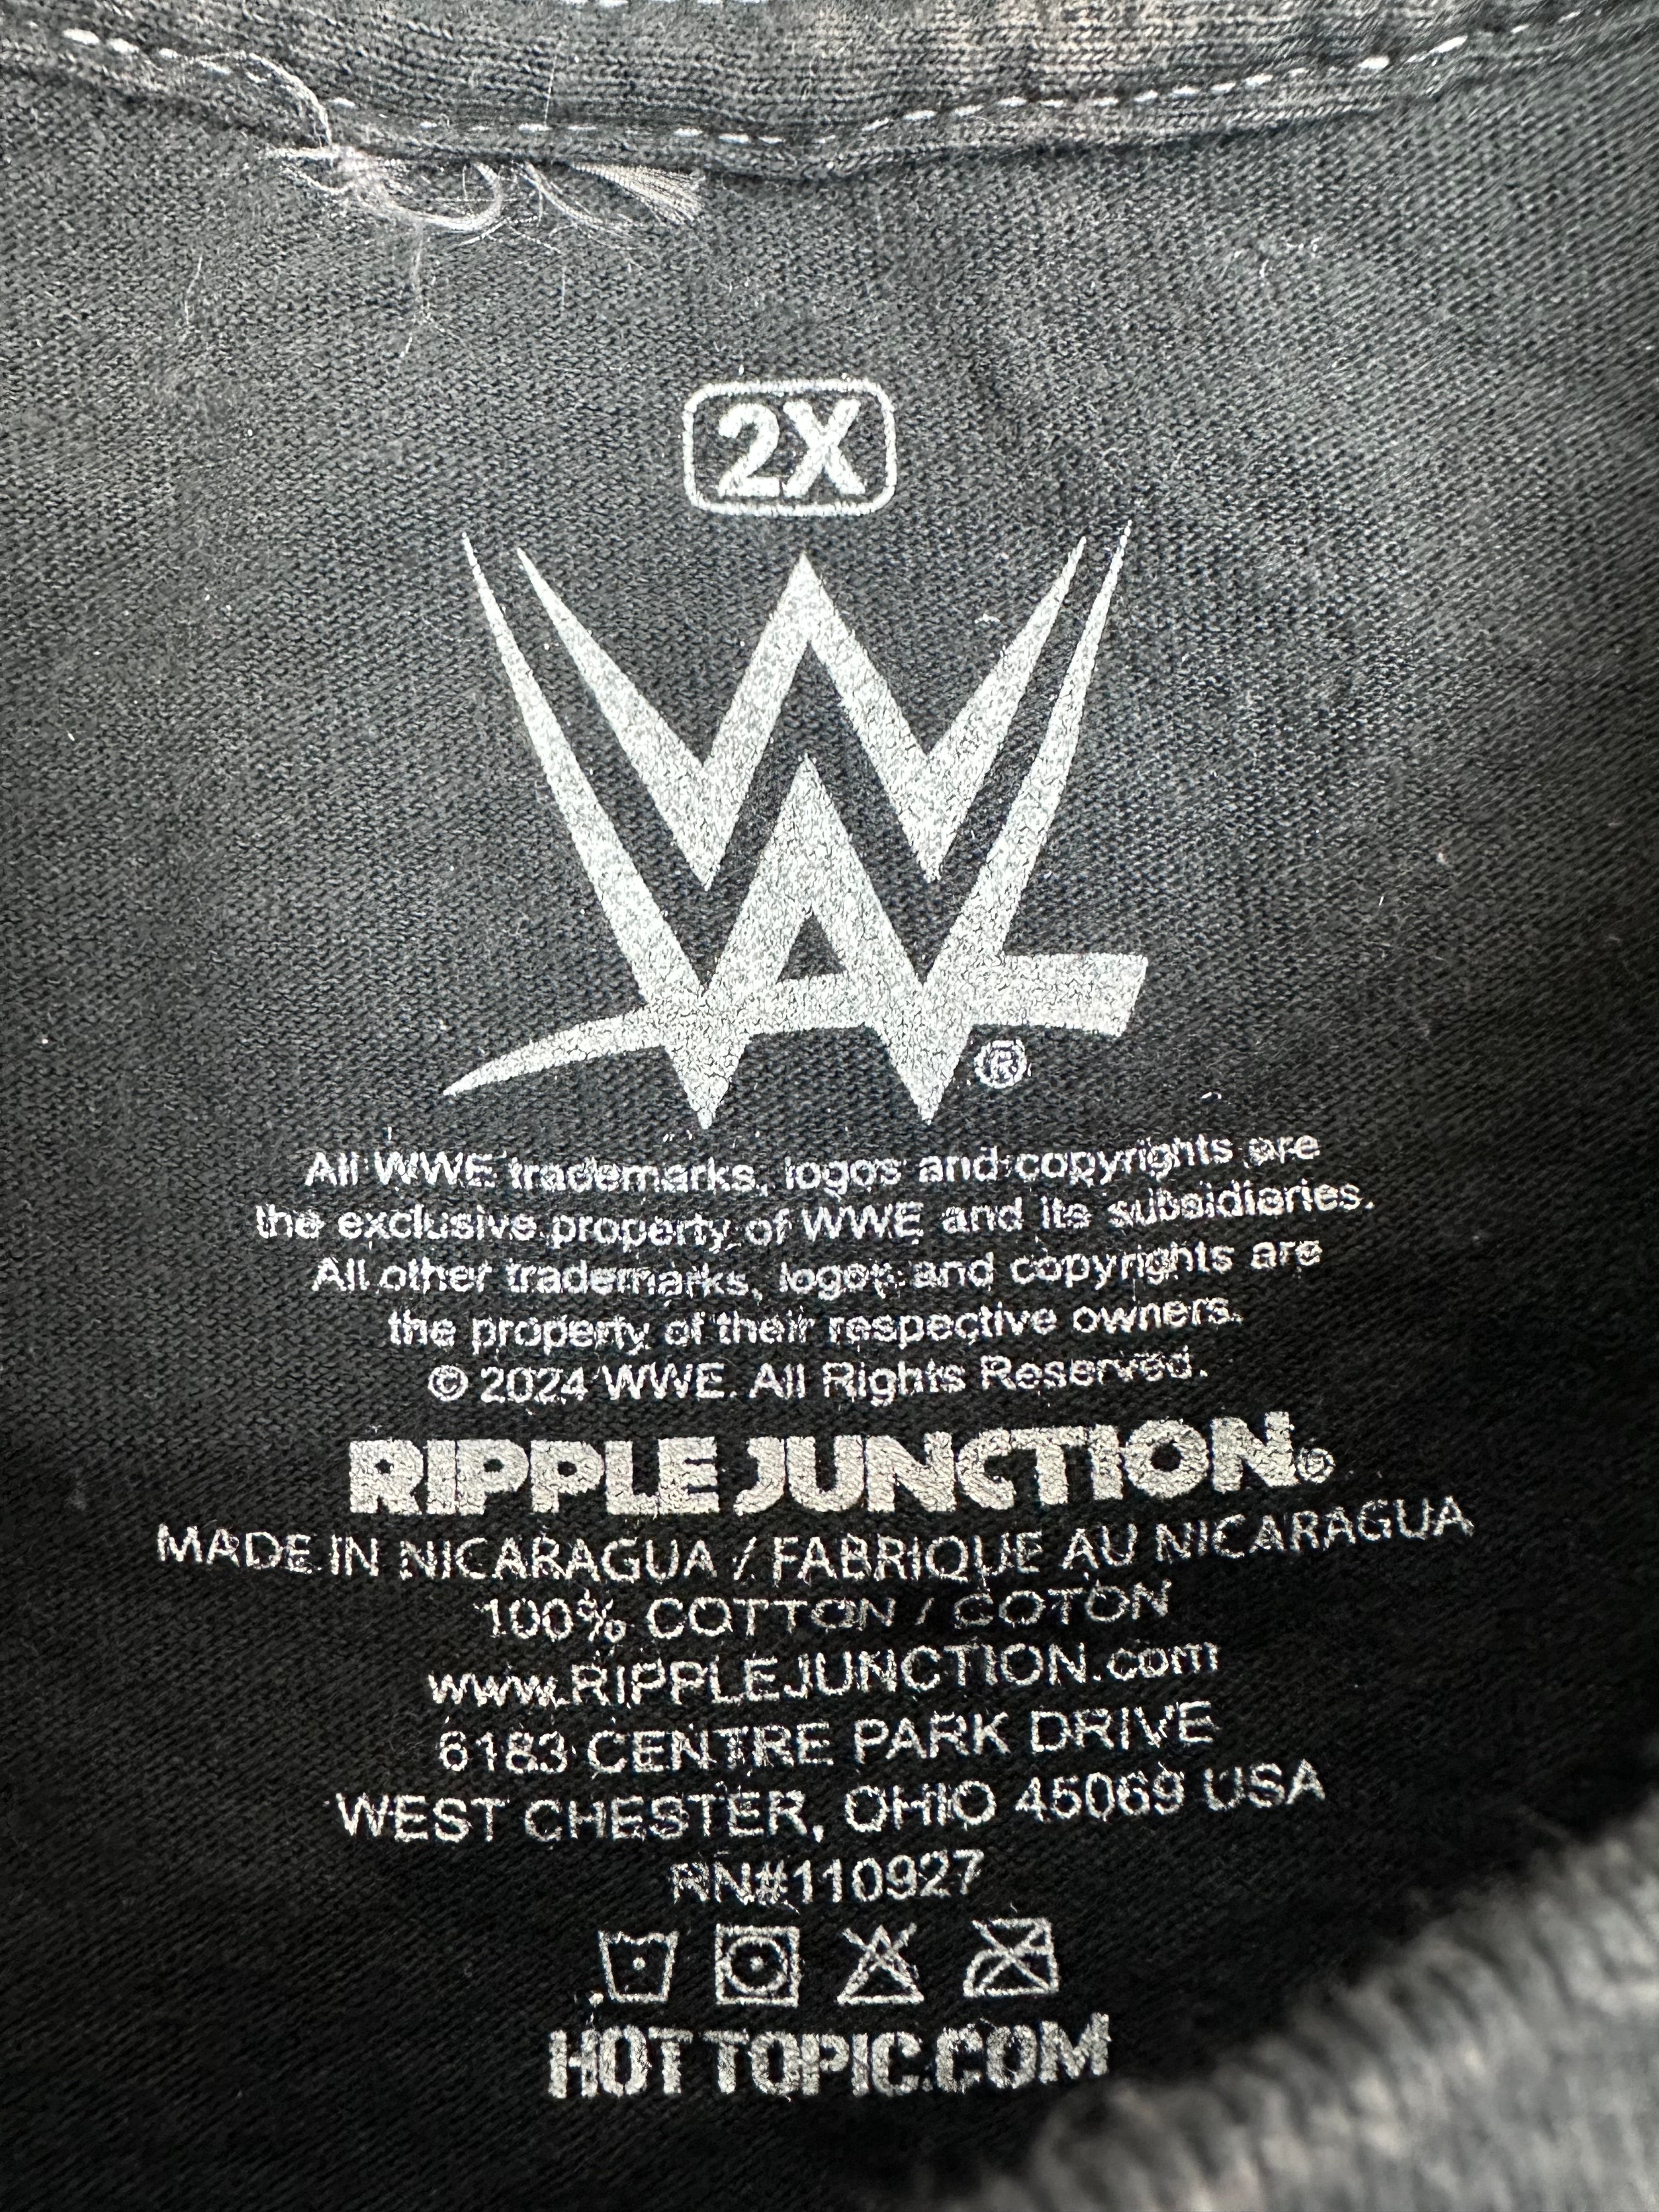 2X
W
®
All WWE trademarks, logos and copyrights are
the exclusive property of WWE and its subsidiaries.
All other trademarks, logos and copyrights are
the property of their respective owners.
© 2024 WWE. All Rights Reserved.
RIPPLE JUNCTION®
MADE IN NICARAGUA / FABRIQUE AU NICARAGUA
100% COTTON / COTON
www.RIPPLEJUNCTION.com
6183 CENTRE PARK DRIVE
WEST CHESTER, OHIO 45069 USA
RN#110927
HOT TOPIC.COM